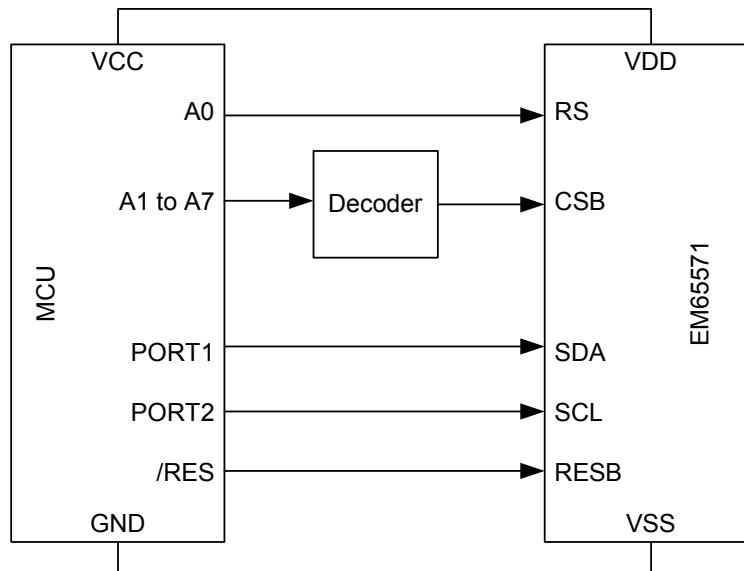 VCC
VDD
A0
RS
A1 to A7
Decoder
CSB
MCU
EM65571
PORT1
SDA
PORT2
SCL
/RES
RESB
GND
VSS